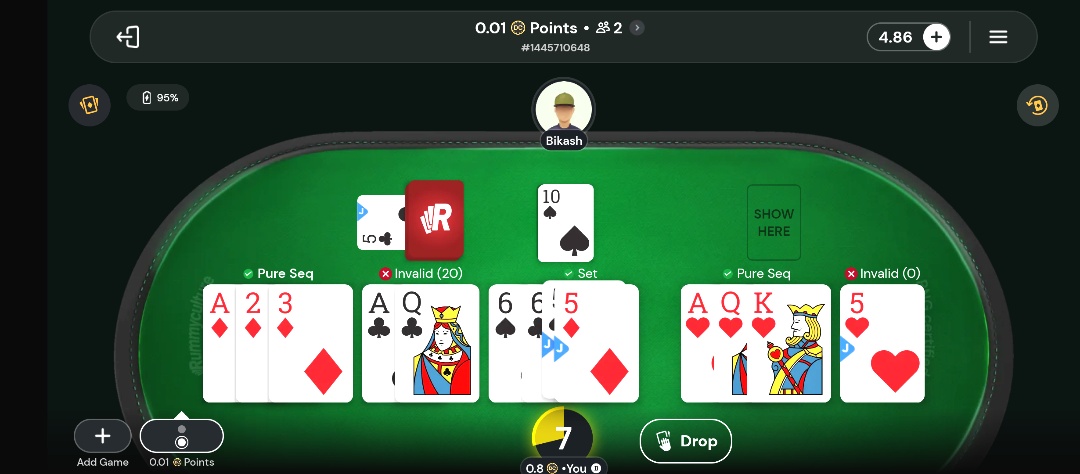 0.01 DC Points • 2
#1445710648
4.86 +
95%
Bikash
J 5
R
10
SHOW
HERE
Pure Seq
Invalid (20)
Set
Pure Seq
Invalid (0)
A 2 3
A Q
6 6 5
J J
A Q K
5
J
7
Drop
Add Game
0.01 Points
0.8 • You D